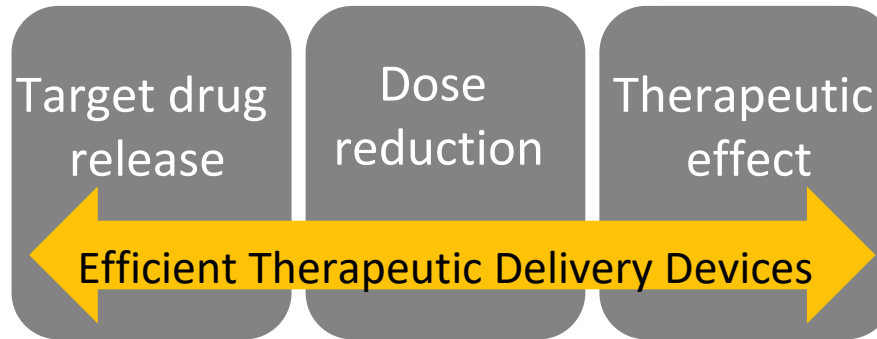 Target drug
release
Dose
reduction
Therapeutic
effect
Efficient Therapeutic Delivery Devices